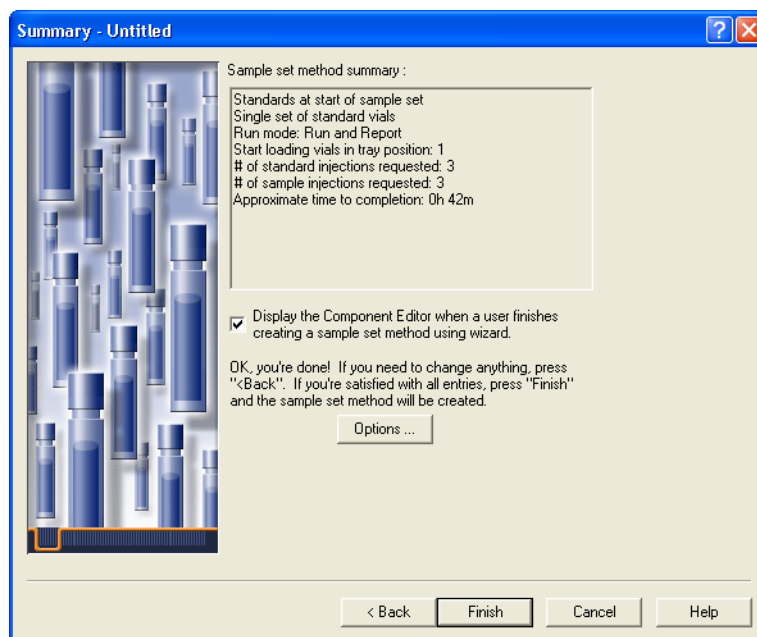 Summary - Untitled
Sample set method summary :
Standards at start of sample set
Single set of standard vials
Run mode: Run and Report
Start loading vials in tray position: 1
# of standard injections requested: 3
# of sample injections requested: 3
Approximate time to completion: 0h 42m
Display the Component Editor when a user finishes
creating a sample set method using wizard.
OK, you're done! If you need to change anything, press
"<Back". If you're satisfied with all entries, press "Finish"
and the sample set method will be created.
Options ...
< Back Finish Cancel Help